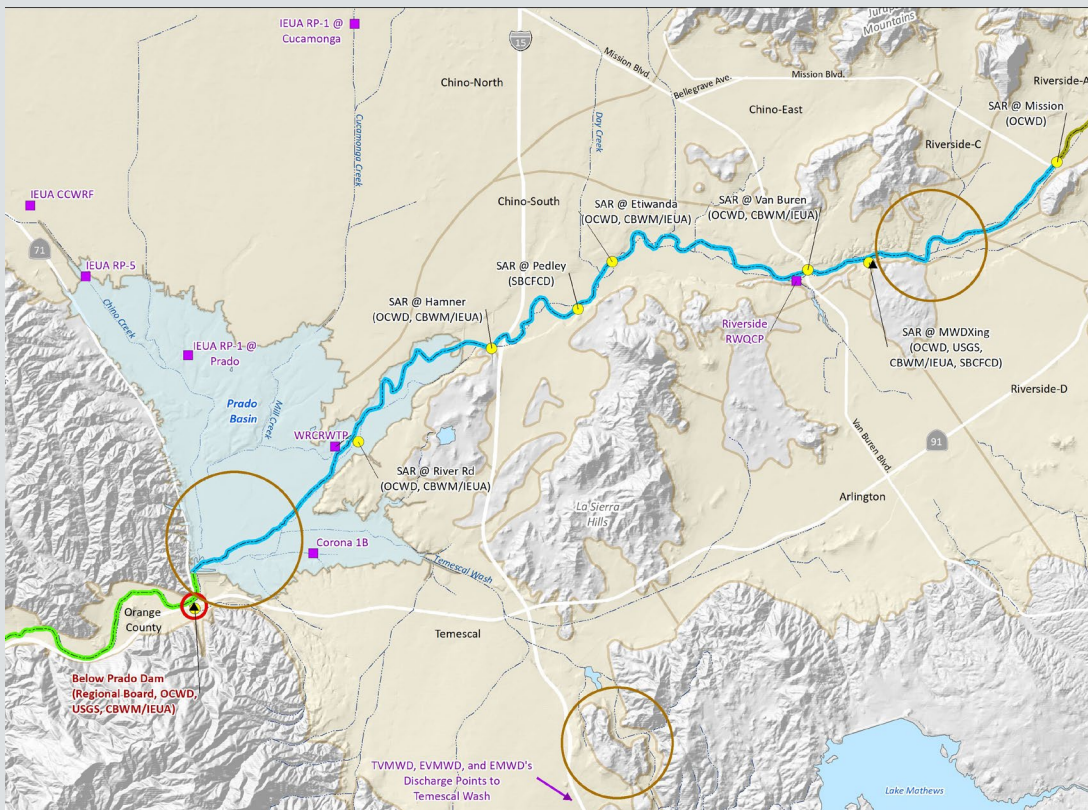 IEUA RP-1 @
Cucamonga
15
Mission Blvd.
Mountains
Chino-North
Bellegrave Ave.
Mission Blvd.
Riverside-A
Chino-East
SAR @ Mission
(OCWD)
Cucamonga Creek
Day Creek
Riverside-C
IEUA CCWRF
Chino-South
SAR @ Etiwanda
(OCWD, CBWM/IEUA)
SAR @ Van Buren
(OCWD, CBWM/IEUA)
71
IEUA RP-5
SAR @ Pedley
(SBCFCD)
Chino Creek
SAR @ Hamner
(OCWD, CBWM/IEUA)
Riverside
RWQCP
SAR @ MWDXing
(OCWD, USGS,
CBWM/IEUA, SBCFCD)
IEUA RP-1 @
Prado
Riverside-D
Prado
Basin
Mill Creek
WRCRWTP
Van Buren Blvd.
91
SAR @ River Rd
(OCWD, CBWM/IEUA)
Arlington
La Sierra
Hills
Corona 1B
Temescal Wash
Orange
County
Temescal
Below Prado Dam
(Regional Board, OCWD,
USGS, CBWM/IEUA)
TVMWD, EVMWD, and EMWD's
Discharge Points to
Temescal Wash
Lake Mathews